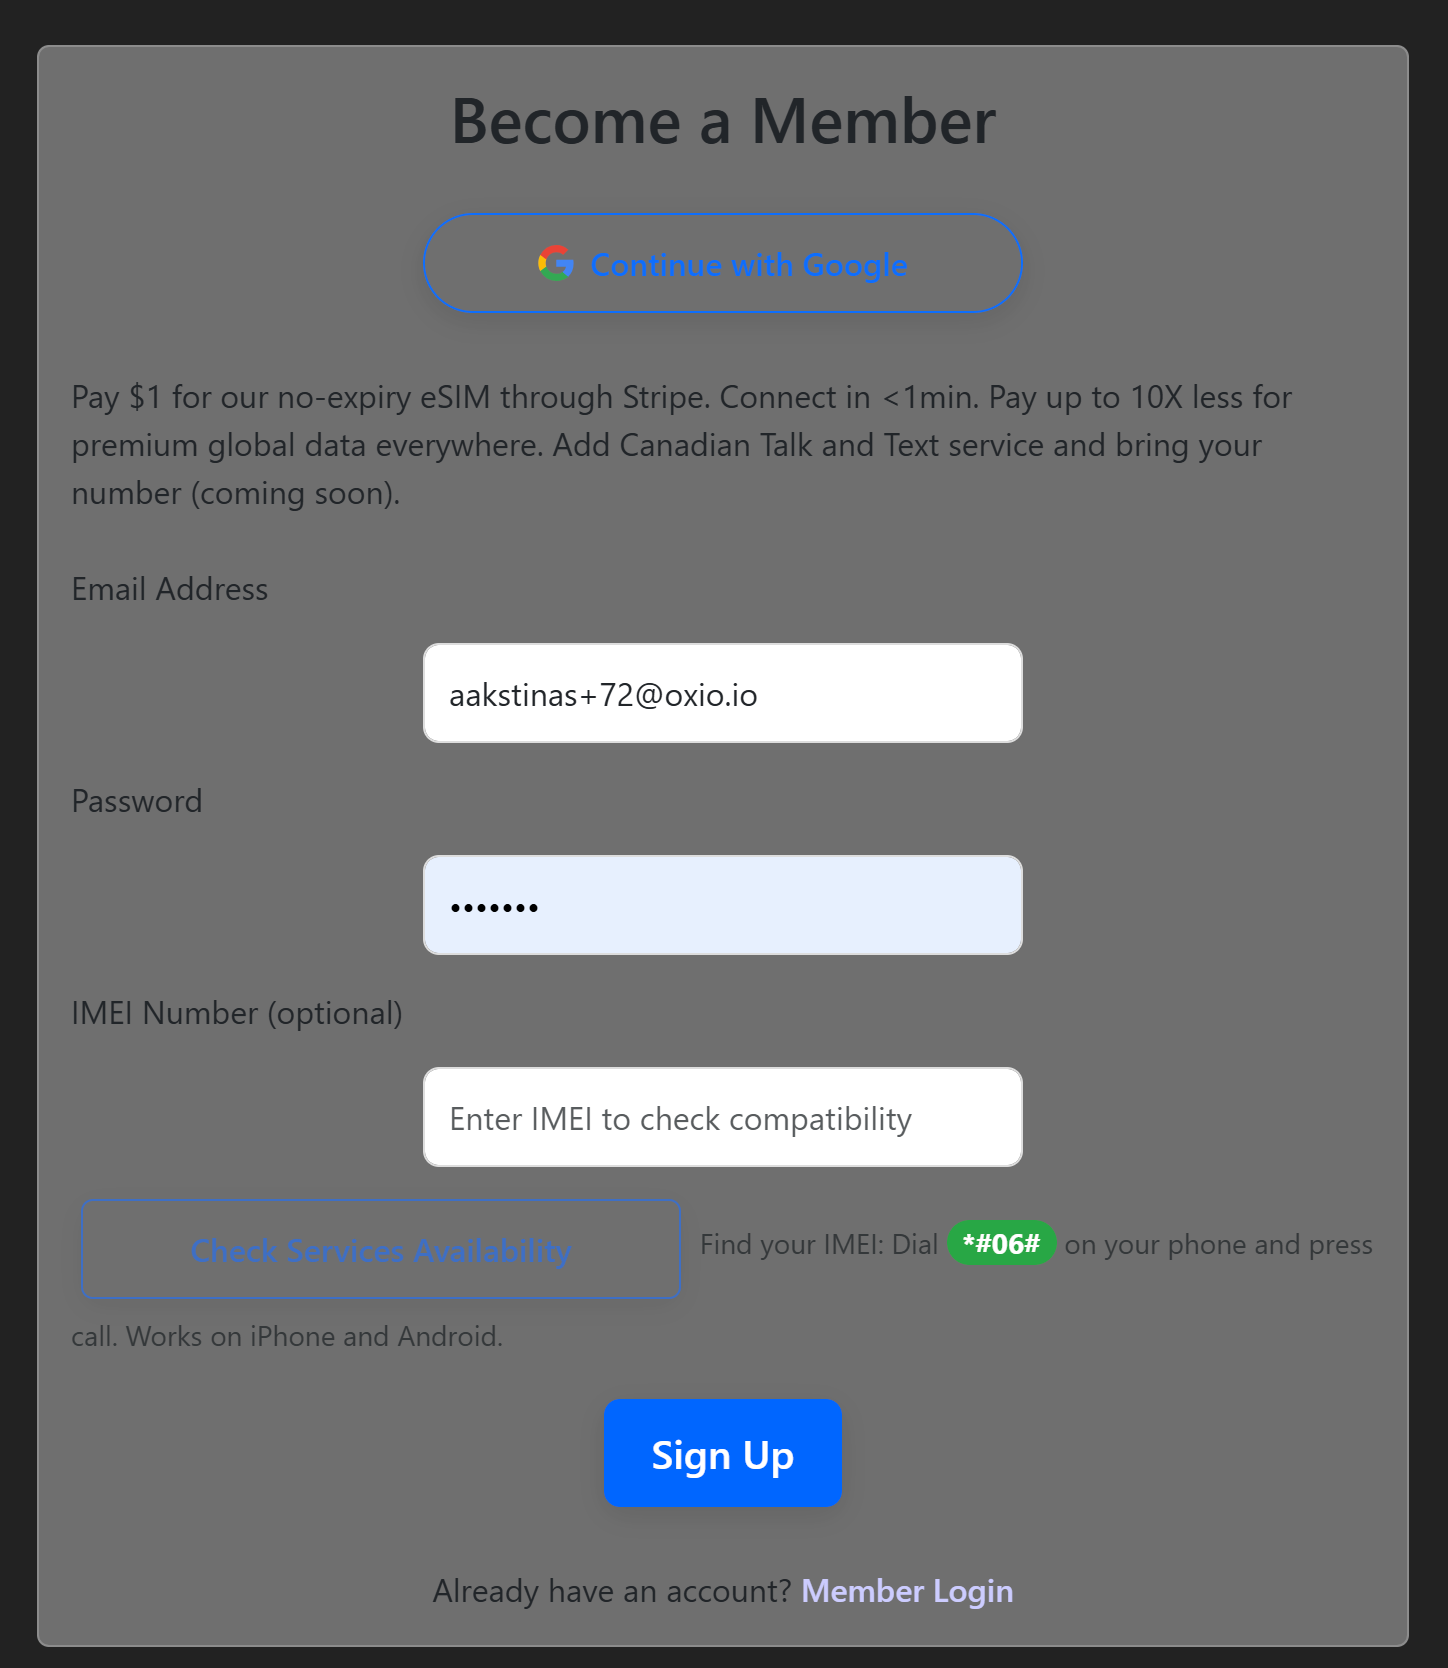 Become a Member
Continue with Google
Pay $1 for our no-expiry eSIM through Stripe. Connect in <1min. Pay up to 10X less for
premium global data everywhere. Add Canadian Talk and Text service and bring your
number (coming soon).
Email Address
aakstinas+72@oxio.io
Password
•••••••
IMEI Number (optional)
Enter IMEI to check compatibility
Check Services Availability
Find your IMEI: Dial *#06# on your phone and press
call. Works on iPhone and Android.
Sign Up
Already have an account? Member Login